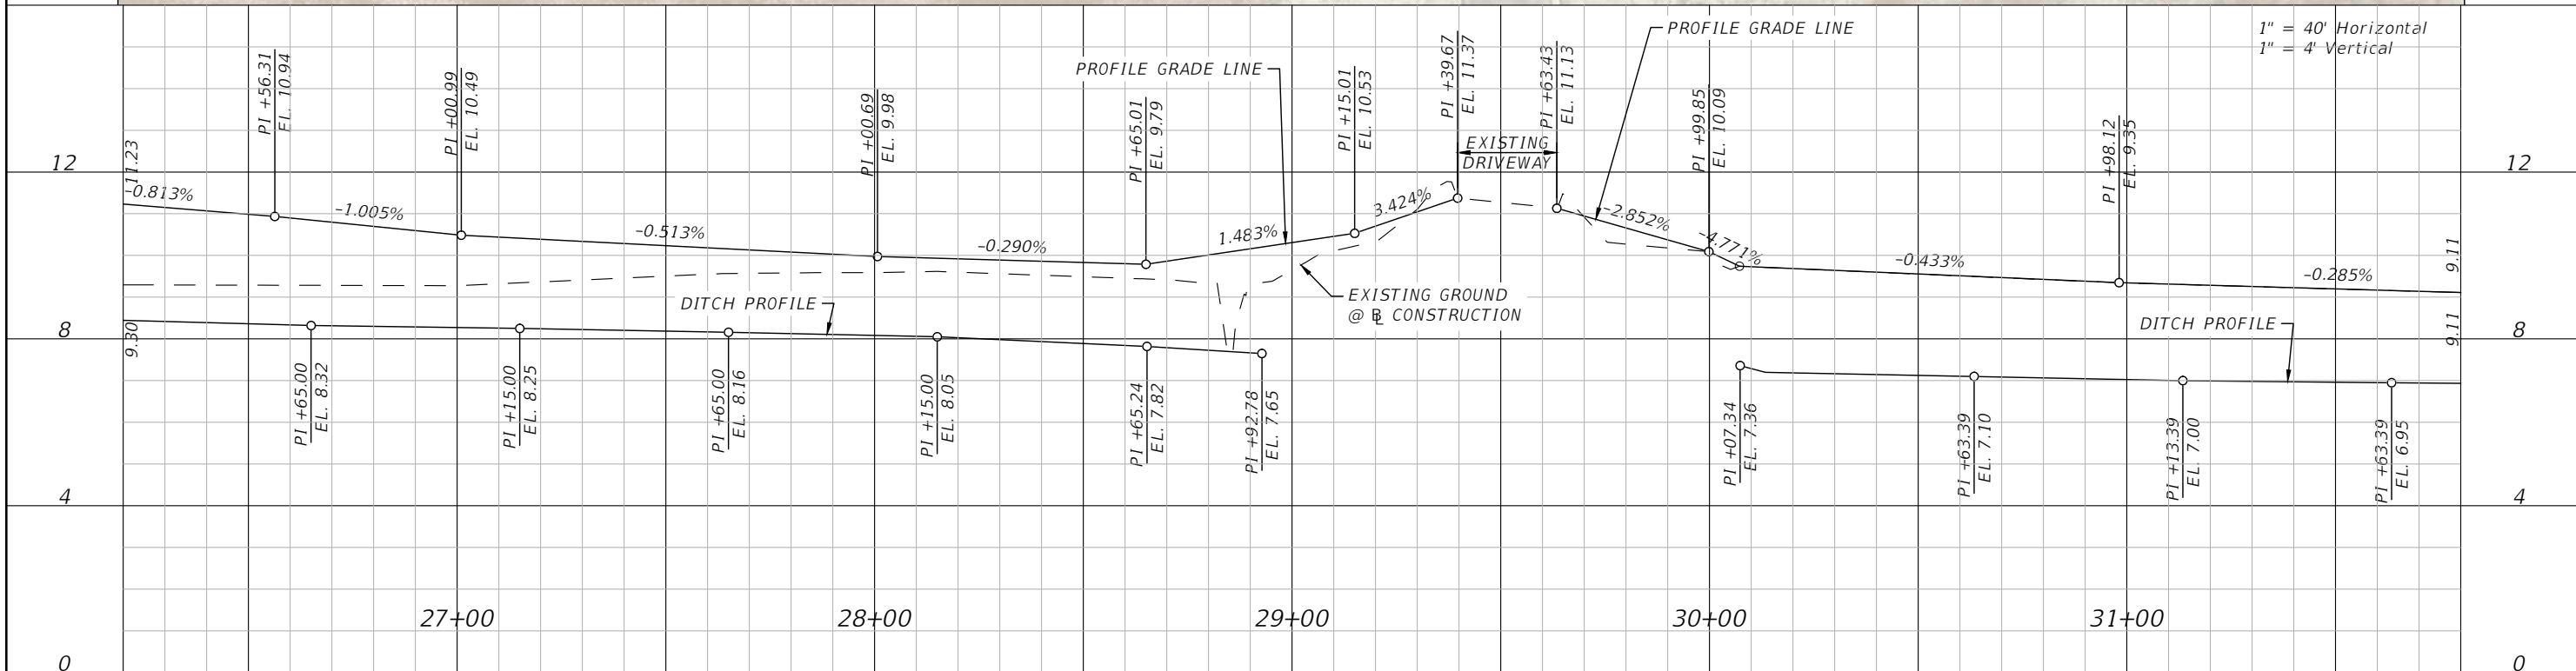 1" = 40' Horizontal
1" = 4' Vertical
PROFILE GRADE LINE
PROFILE GRADE LINE
PI +56.31
EL. 10.94
PI +00.99
EL. 10.49
PI +00.69
EL. 9.98
PI +65.01
EL. 9.79
PI +15.01
EL. 10.53
PI +39.67
EL. 11.37
PI +63.43
EL. 11.13
PI +99.85
EL. 10.09
PI +98.12
EL. 9.35
EXISTING
DRIVEWAY
12
12
11.23
-0.813%
-1.005%
-0.513%
-0.290%
1.483%
3.424%
-2.852%
-4.771%
-0.433%
-0.285%
9.11
EXISTING GROUND
@ ℄ CONSTRUCTION
DITCH PROFILE
DITCH PROFILE
8
9.30
9.11
8
PI +65.00
EL. 8.32
PI +15.00
EL. 8.25
PI +65.00
EL. 8.16
PI +15.00
EL. 8.05
PI +65.24
EL. 7.82
PI +92.78
EL. 7.65
PI +07.34
EL. 7.36
PI +63.39
EL. 7.10
PI +13.39
EL. 7.00
PI +63.39
EL. 6.95
4
4
27+00
28+00
29+00
30+00
31+00
0
0